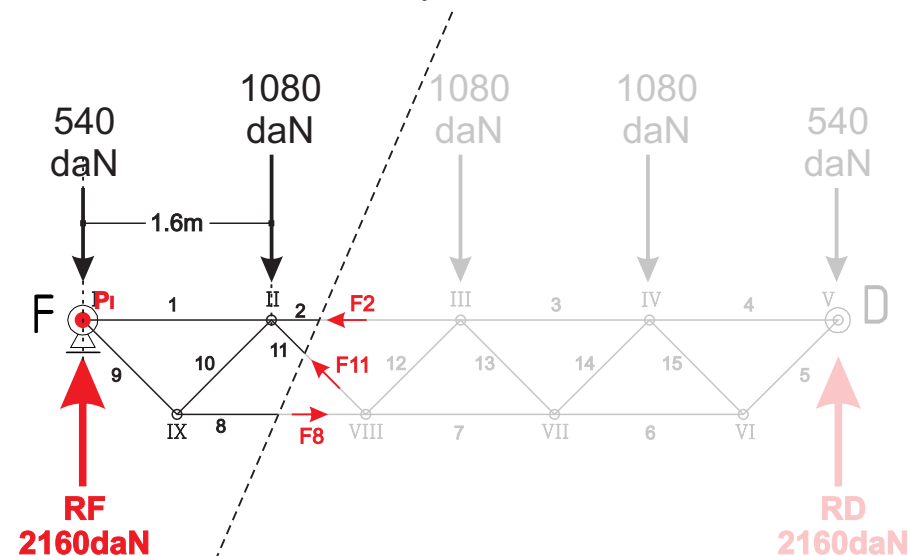 1080
daN
1080
daN
1080
daN
540
daN
540
daN
1.6m
F
I
PI
1
II
2
F2
III
3
IV
4
V
D
9
10
11
F11
12
13
14
15
5
IX
8
F8
VIII
7
VII
6
VI
RF
2160daN
RD
2160daN